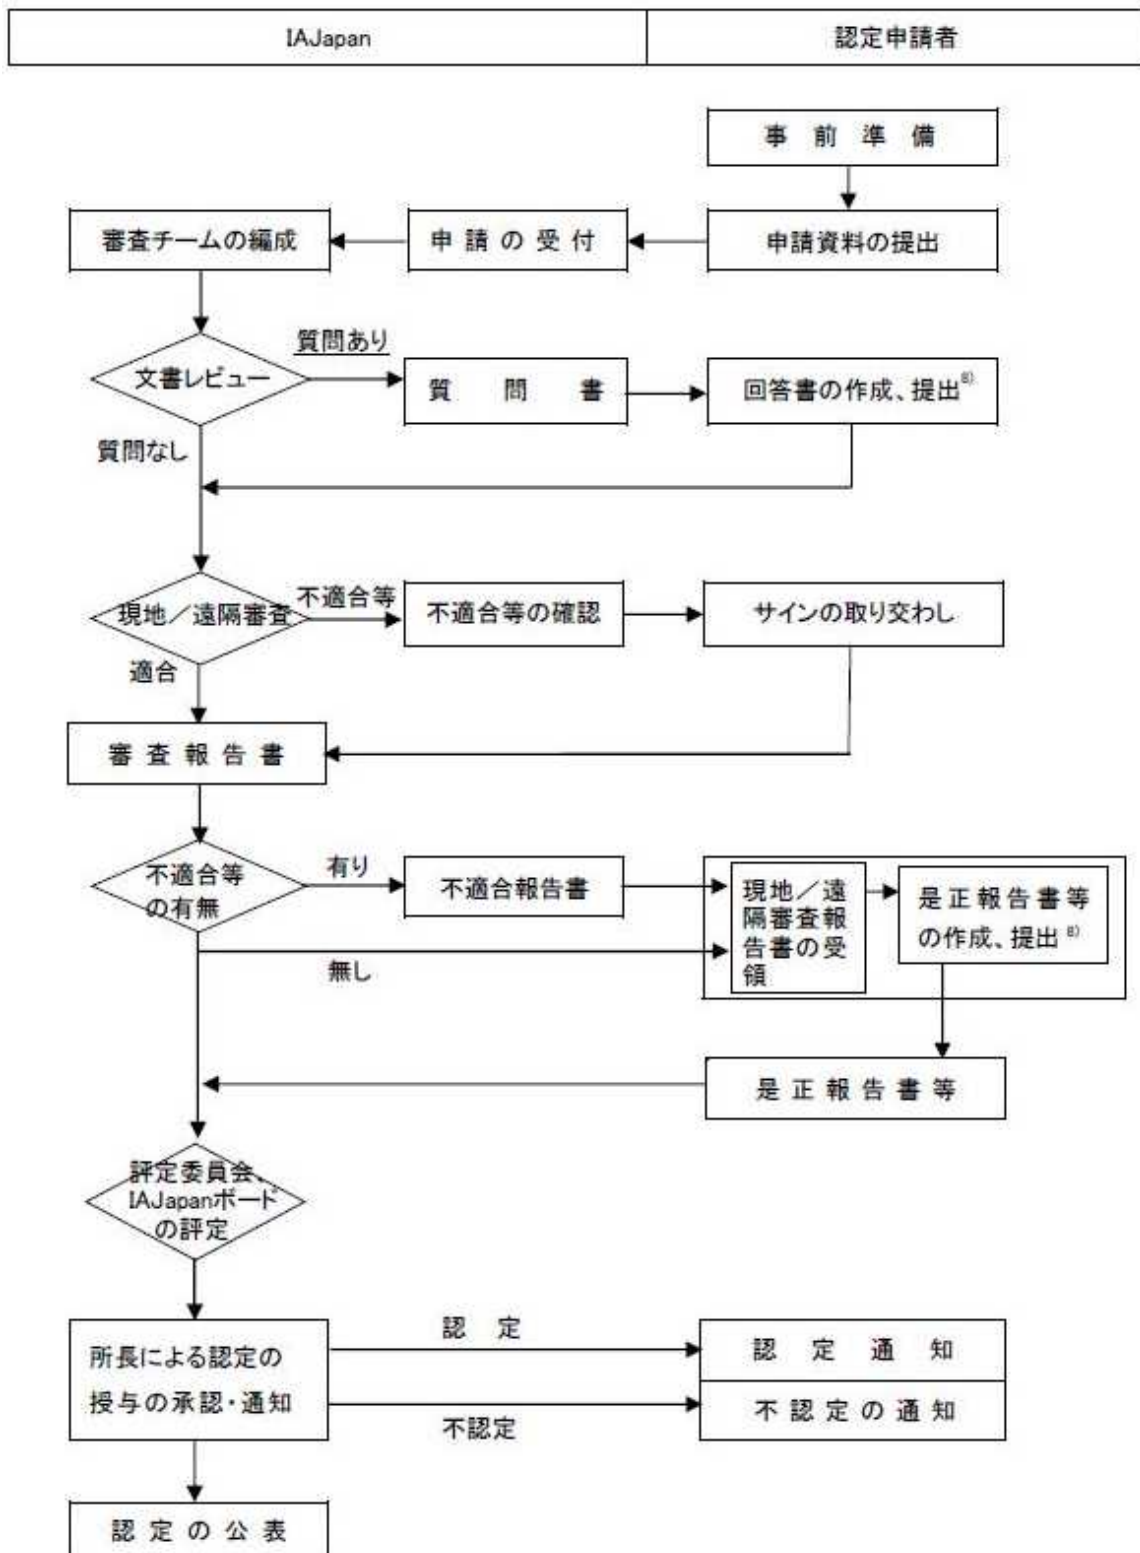 IAJapan
認定申請者
事前準備
審査チームの編成
申請の受付
申請資料の提出
質問あり
文書レビュー
質問書
回答書の作成、提出8)
質問なし
現地／遠隔審査
不適合等
不適合等の確認
サインの取り交わし
適合
審査報告書
不適合等
の有無
有り
不適合報告書
現地／遠
隔審査報
告書の受
領
是正報告書等
の作成、提出8)
無し
是正報告書等
評定委員会、
IAJapanボード
の評定
所長による認定の
授与の承認・通知
認定
認定通知
不認定
不認定の通知
認定の公表